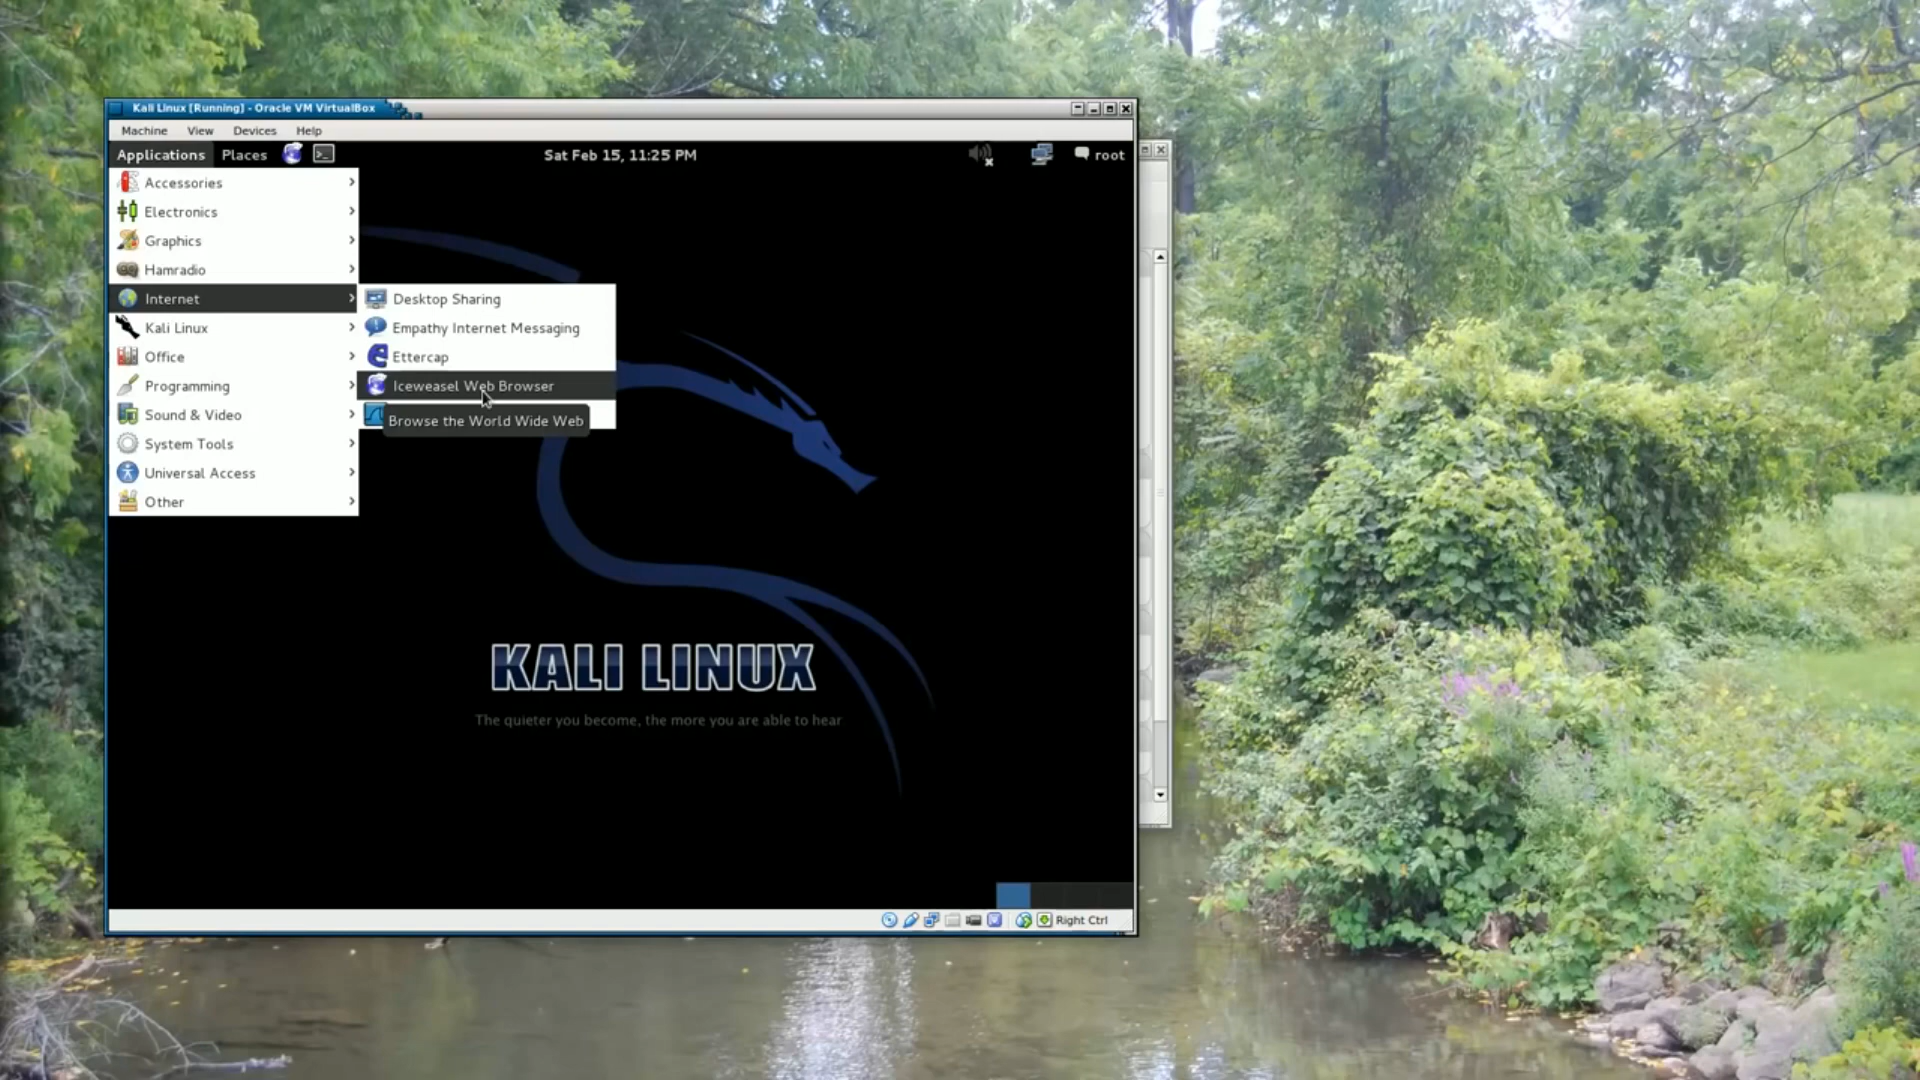 Kali Linux [Running] - Oracle VM VirtualBox
Machine View Devices Help
Applications Places Sat Feb 15, 11:25 PM root
Accessories
Electronics
Graphics
Hamradio
Internet
Kali Linux
Office
Programming
Sound & Video
System Tools
Universal Access
Other
Desktop Sharing
Empathy Internet Messaging
Ettercap
Iceweasel Web Browser
Browse the World Wide Web
KALI LINUX
The quieter you become, the more you are able to hear
Right Ctrl